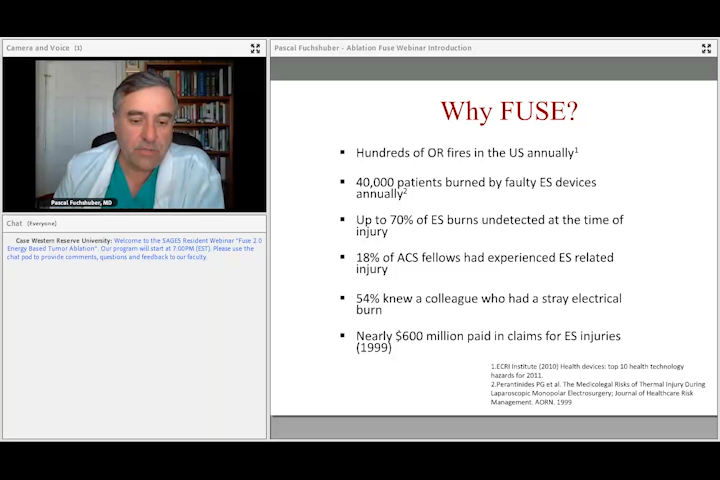 Camera and Voice (1)
Pascal Fuchshuber, MD
Chat (Everyone)
Case Western Reserve University: Welcome to the SAGES Resident Webinar "Fuse 2.0
Energy Based Tumor Ablation". Our program will start at 7:00PM (EST). Please use
the chat pod to provide comments, questions and feedback to our faculty.
Pascal Fuchshuber - Ablation Fuse Webinar Introduction
Why FUSE?
▪ Hundreds of OR fires in the US annually1
▪ 40,000 patients burned by faulty ES devices
annually2
▪ Up to 70% of ES burns undetected at the time of
injury
▪ 18% of ACS fellows had experienced ES related
injury
▪ 54% knew a colleague who had a stray electrical
burn
▪ Nearly $600 million paid in claims for ES injuries
(1999)
1.ECRI Institute (2010) Health devices: top 10 health technology
hazards for 2011.
2.Perantinides PG et al. The Medicolegal Risks of Thermal Injury During
Laparoscopic Monopolar Electrosurgery; Journal of Healthcare Risk
Management. AORN. 1999